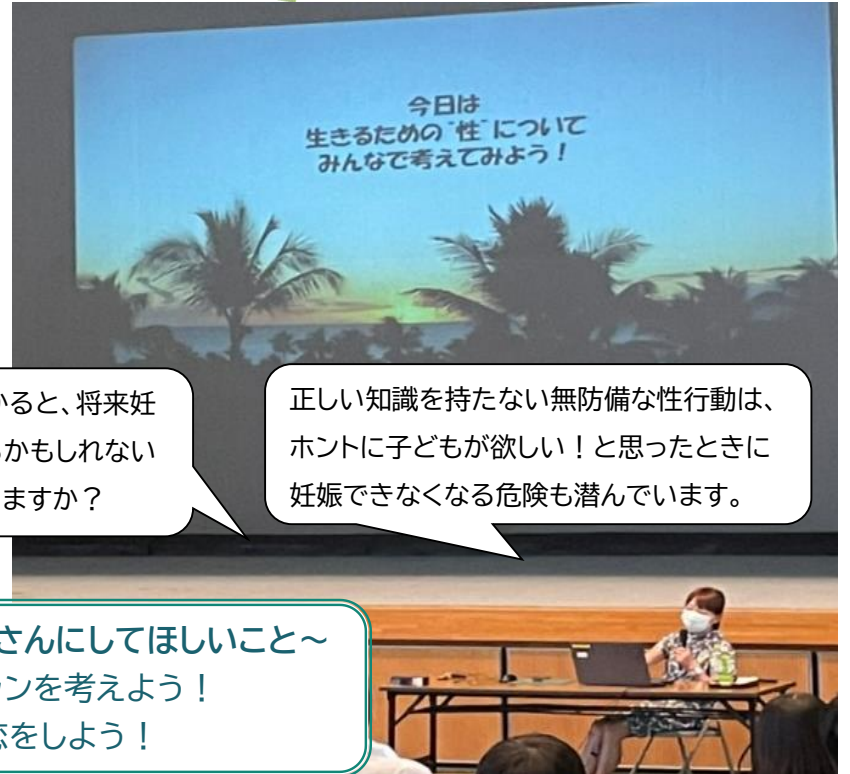 今日は
生きるための"性"について
みんなで考えてみよう！
かると、将来妊
かもしれない
ますか？
正しい知識を持たない無防備な性行動は、
ホントに子どもが欲しい！と思ったときに
妊娠できなくなる危険も潜んでいます。
さんにしてほしいこと～
ンを考えよう！
をしよう！